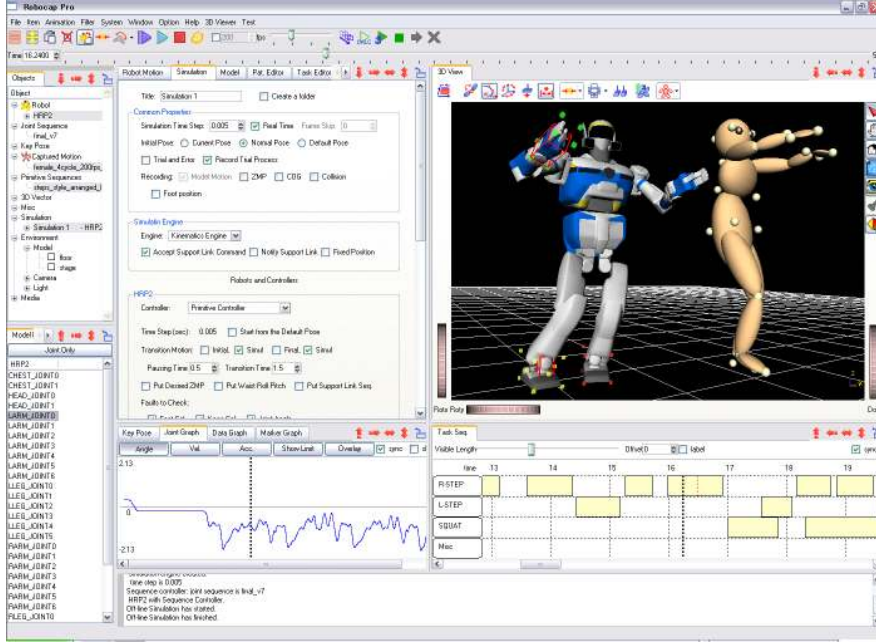 Robocap Pro
File Item Animation Filter System Window Option Help 3D Viewer Test
200 fps
Time 16.2400
Objects
Object
Robot
HRP2
Joint Sequence
final_v7
Key Pose
Captured Motion
female_4cycle_200fps_
Primitive Sequences
steps_style_arranged_l
3D Vector
Misc
Simulation
Simulation 1 - HRP2
Environment
Model
floor
stage
Camera
Light
Media
Robot Motion Simulation Model Pat. Editor Task Editor
Title: Simulation 1 Create a folder
Common Properties
Simulation Time Step: 0.005 Real Time Frame Skip: 0
Initial Pose: Current Pose Normal Pose Default Pose
Trial and Error Record Trial Process
Recording: Model Motion ZMP COG Collision
Foot position
Simulatin Engine
Engine: Kinematics Engine
Accept Support Link Command Notify Support Link Fixed Position
Robots and Controllers
HRP2
Controller: Primitive Controller
Time Step(sec): 0.005 Start from the Default Pose
Transition Motion: Initial. Simul Final. Simul
Pausing Time 0.5 Transition Time 1.5
Put Desired ZMP Put Waist Roll Pitch Put Support Link Seq.
Faults to Check:
3D View
Rotx Roty
Do
Model
Joint Only
HRP2
CHEST_JOINT0
CHEST_JOINT1
HEAD_JOINT0
HEAD_JOINT1
LARM_JOINT0
LARM_JOINT1
LARM_JOINT2
LARM_JOINT3
LARM_JOINT4
LARM_JOINT5
LARM_JOINT6
LLEG_JOINT0
LLEG_JOINT1
LLEG_JOINT2
LLEG_JOINT3
LLEG_JOINT4
LLEG_JOINT5
RARM_JOINT0
RARM_JOINT1
RARM_JOINT2
RARM_JOINT3
RARM_JOINT4
RARM_JOINT5
RARM_JOINT6
RLEG_JOINT0
Key Pose Joint Graph Data Graph Marker Graph
Angle Vel. Acc. Show Limit Overlay sync
2.13
0
-2.13
Task Seq.
Visible Length Offset 0 label sync
time 13 14 15 16 17 18 19
R-STEP
L-STEP
SQUAT
Misc
time step is 0.005
Sequence controller: joint sequence is final_v7
HRP2 with Sequence Controller.
Off-line Simulation has started.
Off-line Simulation has finished.